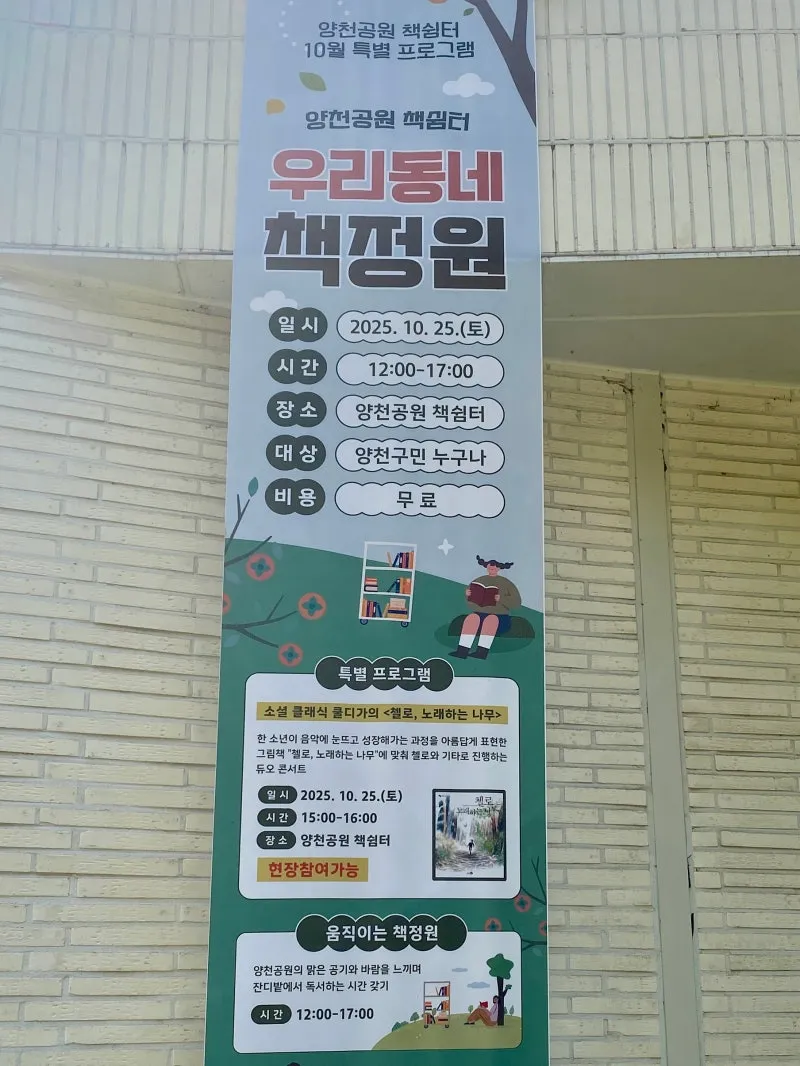 양천공원 책쉼터
10월 특별 프로그램
양천공원 책쉼터
우리동네
책정원
일시 2025. 10. 25.(토)
시간 12:00-17:00
장소 양천공원 책쉼터
대상 양천구민 누구나
비용 무료
특별 프로그램
소셜 클래식 쿨디가의 <첼로, 노래하는 나무>
한 소년이 음악에 눈뜨고 성장해가는 과정을 아름답게 표현한
그림책 "첼로, 노래하는 나무"에 맞춰 첼로와 기타로 진행하는
듀오 콘서트
일시 2025. 10. 25.(토)
시간 15:00-16:00
장소 양천공원 책쉼터
현장참여가능
첼로
노래하는 나무
움직이는 책정원
양천공원의 맑은 공기와 바람을 느끼며
잔디밭에서 독서하는 시간 갖기
시간 12:00-17:00